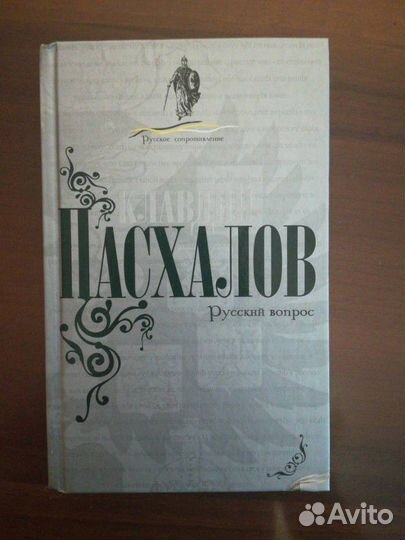 Русское сопротивление
КЛАВДИЙ
ПАСХАЛОВ
Русский вопрос
Avito